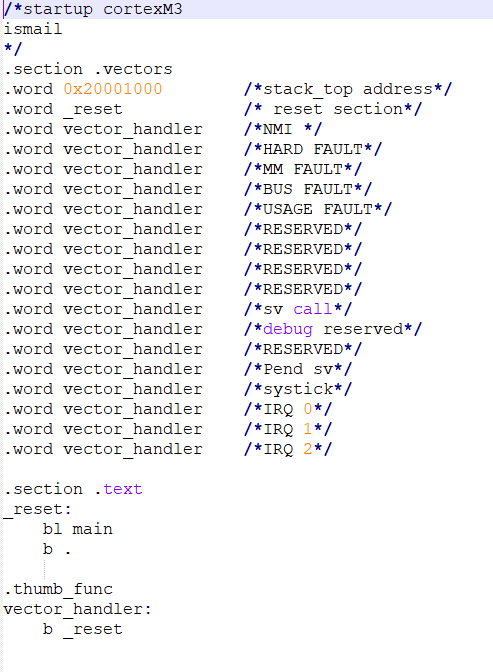 /*startup cortexM3
ismail
*/
.section .vectors
.word 0x20001000 /*stack_top address*/
.word _reset /* reset section*/
.word vector_handler /*NMI */
.word vector_handler /*HARD FAULT*/
.word vector_handler /*MM FAULT*/
.word vector_handler /*BUS FAULT*/
.word vector_handler /*USAGE FAULT*/
.word vector_handler /*RESERVED*/
.word vector_handler /*RESERVED*/
.word vector_handler /*RESERVED*/
.word vector_handler /*RESERVED*/
.word vector_handler /*sv call*/
.word vector_handler /*debug reserved*/
.word vector_handler /*RESERVED*/
.word vector_handler /*Pend sv*/
.word vector_handler /*systick*/
.word vector_handler /*IRQ 0*/
.word vector_handler /*IRQ 1*/
.word vector_handler /*IRQ 2*/
.section .text
_reset:
bl main
b .
.thumb_func
vector_handler:
b _reset